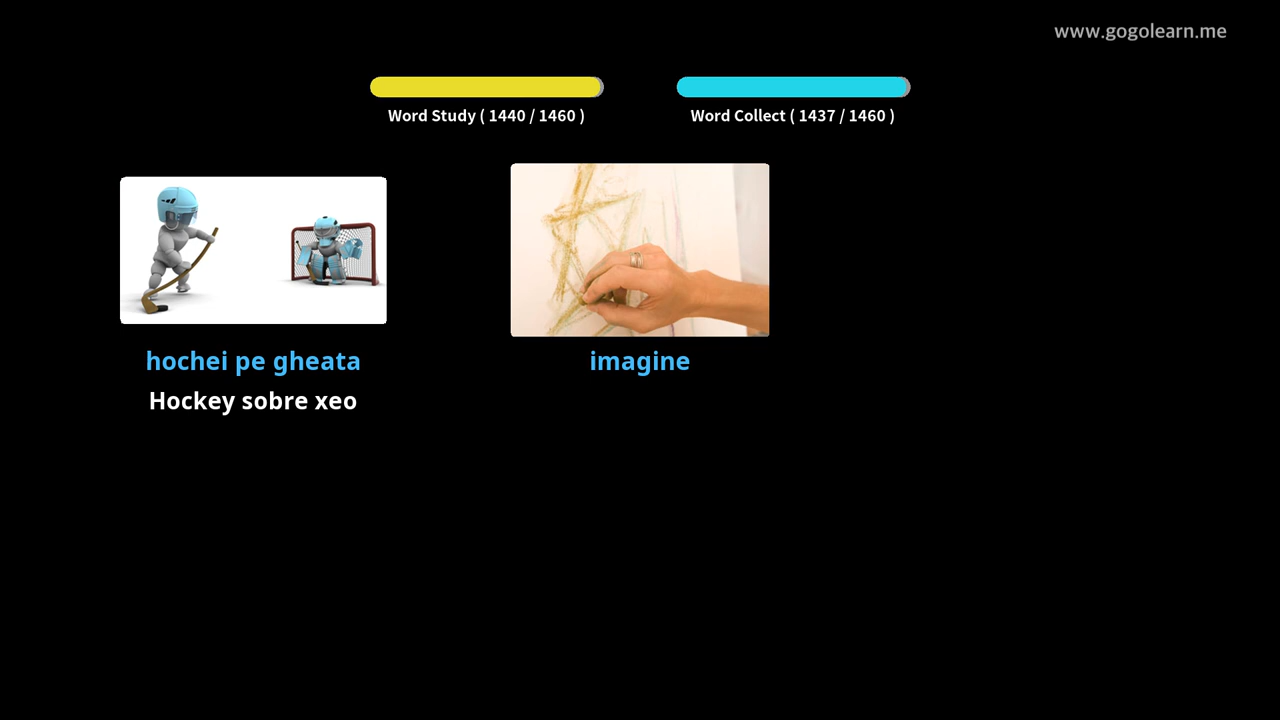 www.gogolearn.me
Word Study ( 1440 / 1460 )
Word Collect ( 1437 / 1460 )
hochei pe gheata
Hockey sobre xeo
imagine